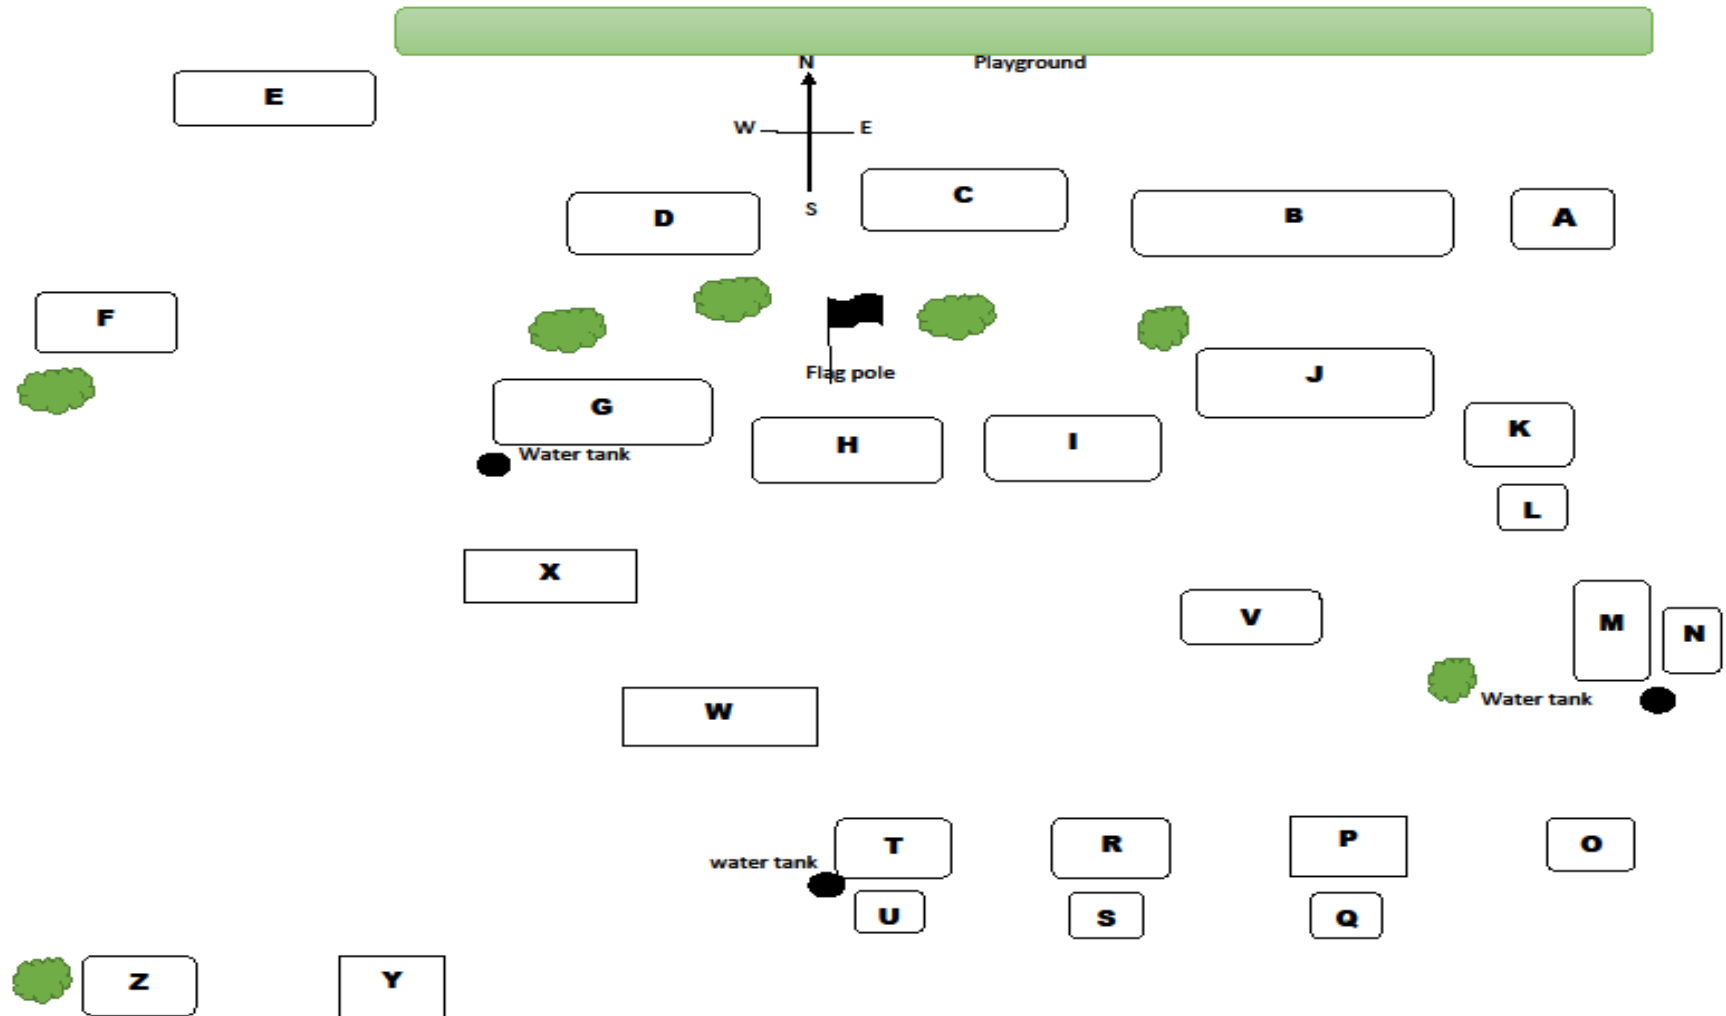 N
Playground
E
W
E
S
C
D
B
A
F
Flag pole
J
G
K
H
I
Water tank
L
X
V
M
N
Water tank
W
T
R
P
O
water tank
U
S
Q
Z
Y